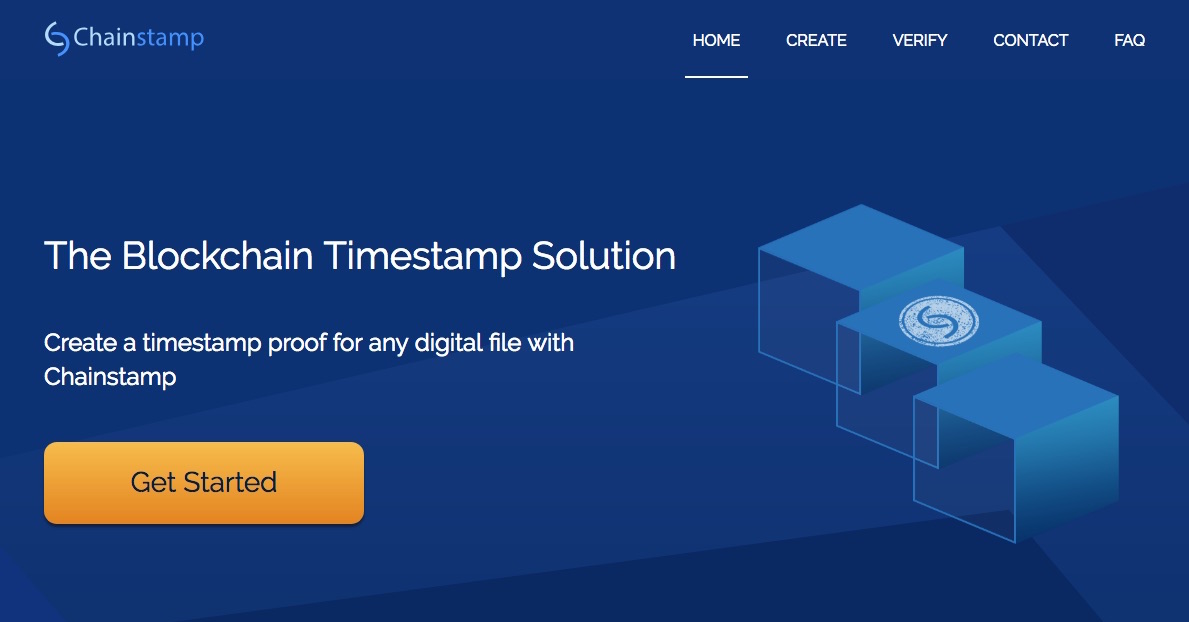 Chainstamp
HOME
CREATE
VERIFY
CONTACT
FAQ
The Blockchain Timestamp Solution
Create a timestamp proof for any digital file with
Chainstamp
Get Started